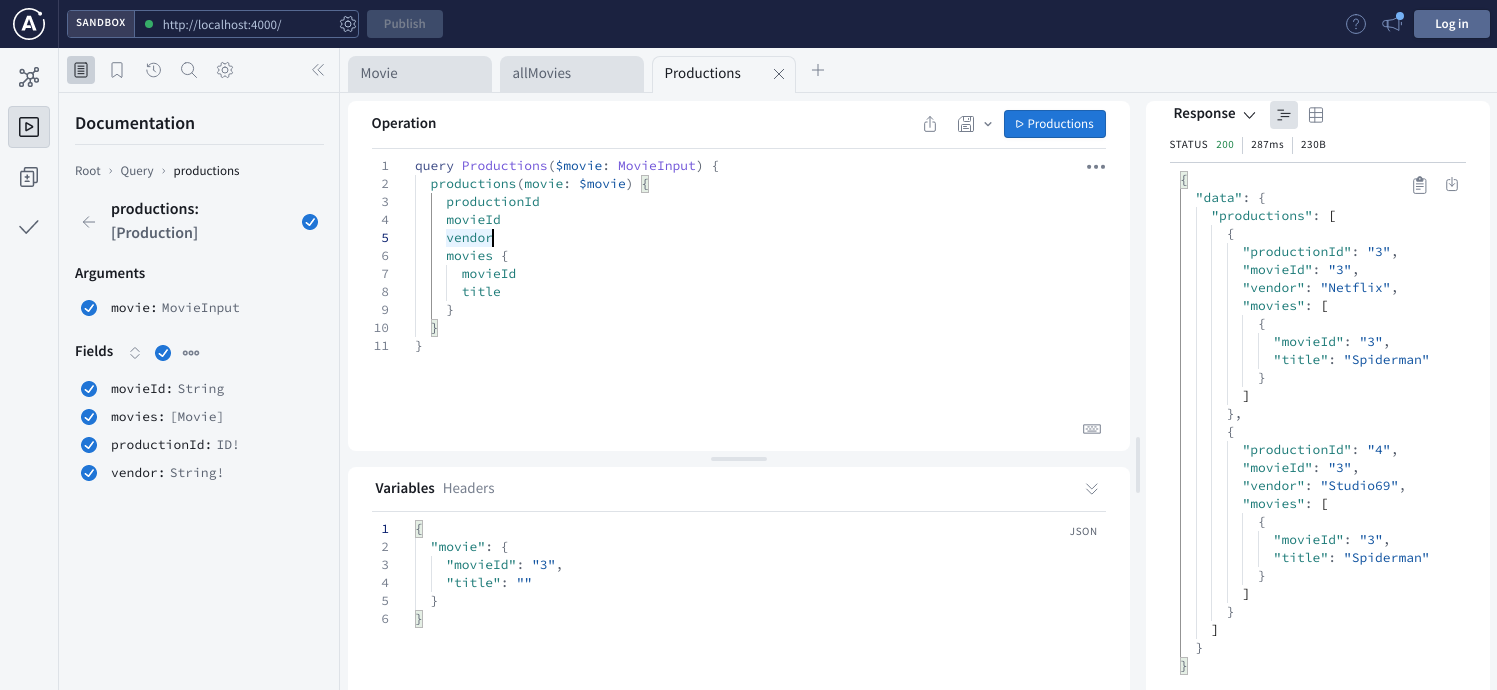 A
SANDBOX
http://localhost:4000/
Publish
?
Log in
Movie
allMovies
Productions
Documentation
Root › Query › productions
productions:
[Production]
Arguments
movie: MovieInput
Fields
movieId: String
movies: [Movie]
productionId: ID!
vendor: String!
Operation
Productions
1 query Productions($movie: MovieInput) {
2 productions(movie: $movie) {
3 productionId
4 movieId
5 vendor
6 movies {
7 movieId
8 title
9 }
10 }
11 }
Variables Headers
JSON
1 {
2 "movie": {
3 "movieId": "3",
4 "title": ""
5 }
6 }
Response
STATUS 200 287ms 230B
{
"data": {
"productions": [
{
"productionId": "3",
"movieId": "3",
"vendor": "Netflix",
"movies": [
{
"movieId": "3",
"title": "Spiderman"
}
]
},
{
"productionId": "4",
"movieId": "3",
"vendor": "Studio69",
"movies": [
{
"movieId": "3",
"title": "Spiderman"
}
]
}
]
}
}